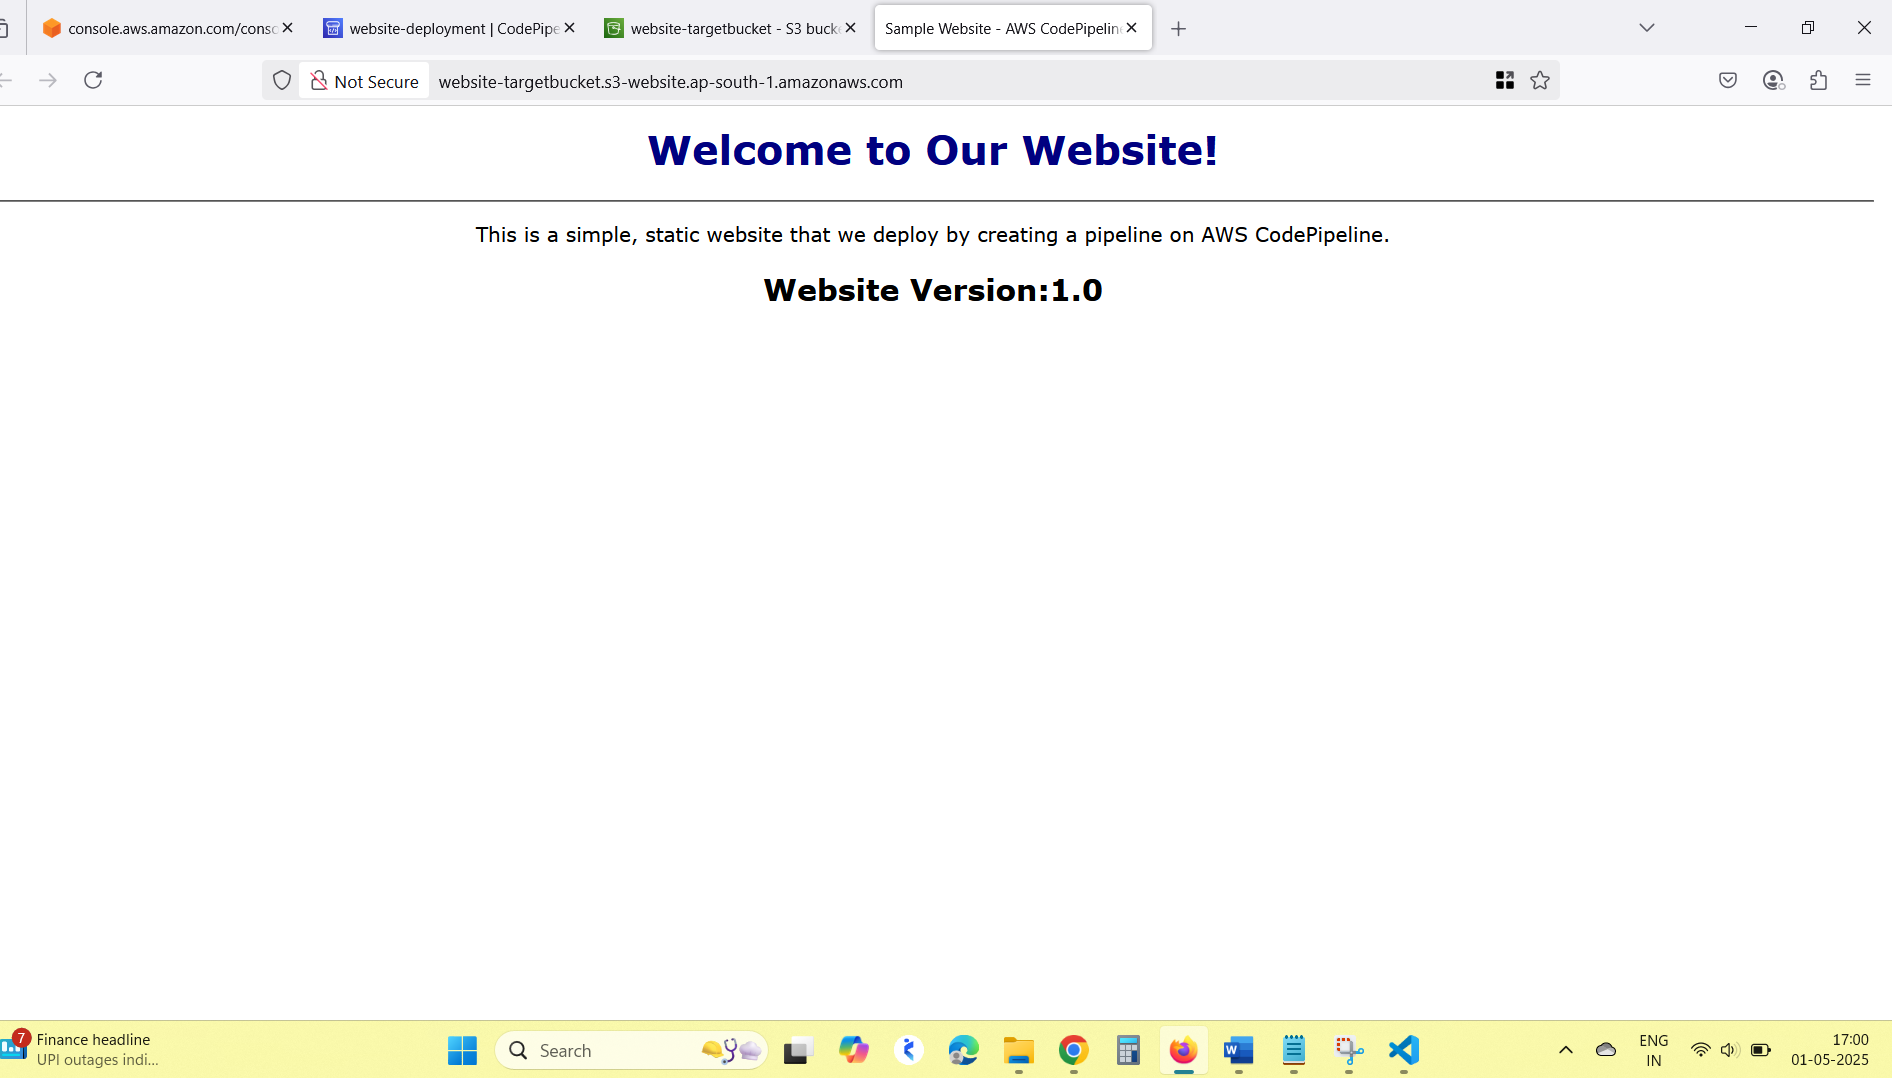 console.aws.amazon.com/consc
website-deployment | CodePipe
website-targetbucket - S3 buck
Sample Website - AWS CodePipelin
Not Secure
website-targetbucket.s3-website.ap-south-1.amazonaws.com
Welcome to Our Website!
This is a simple, static website that we deploy by creating a pipeline on AWS CodePipeline.
Website Version:1.0
7
Finance headline
UPI outages indi...
Search
W
ENG
IN
17:00
01-05-2025